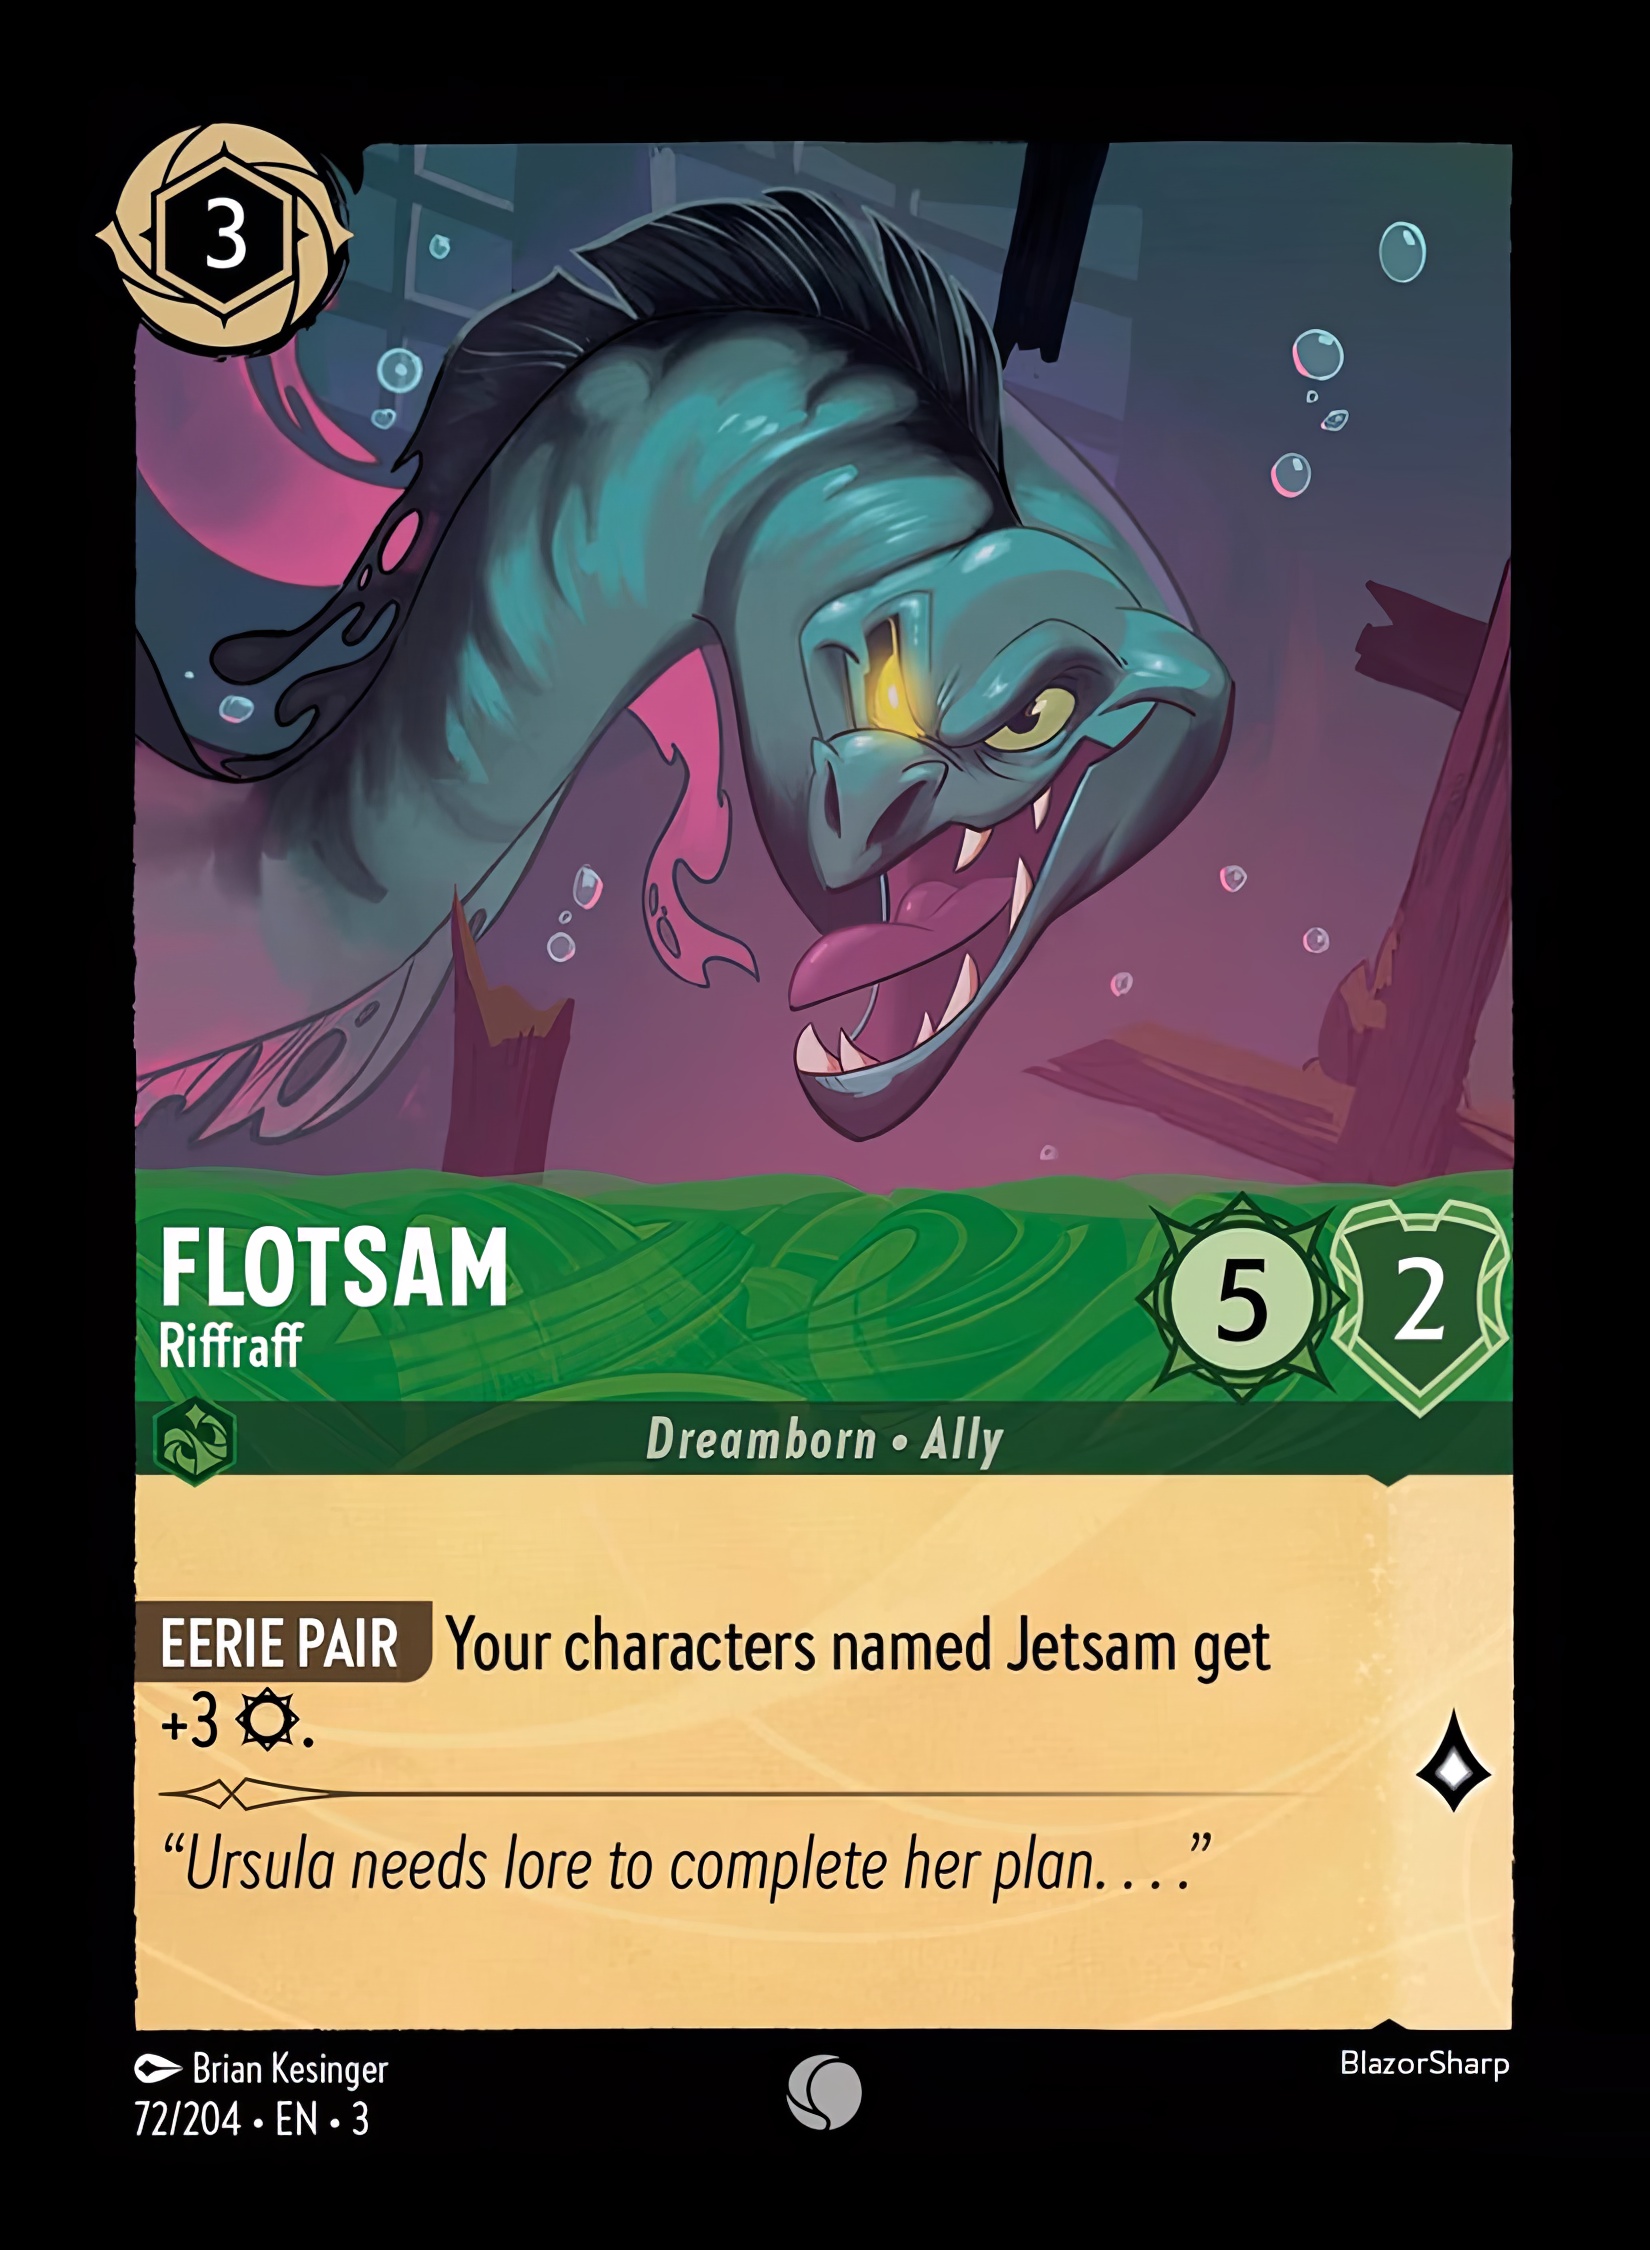 3
FLOTSAM
Riffraff
5
2
Dreamborn • Ally
EERIE PAIR Your characters named Jetsam get
+3 .
“Ursula needs lore to complete her plan. . . .”
Brian Kesinger
72/204 • EN • 3
BlazorSharp